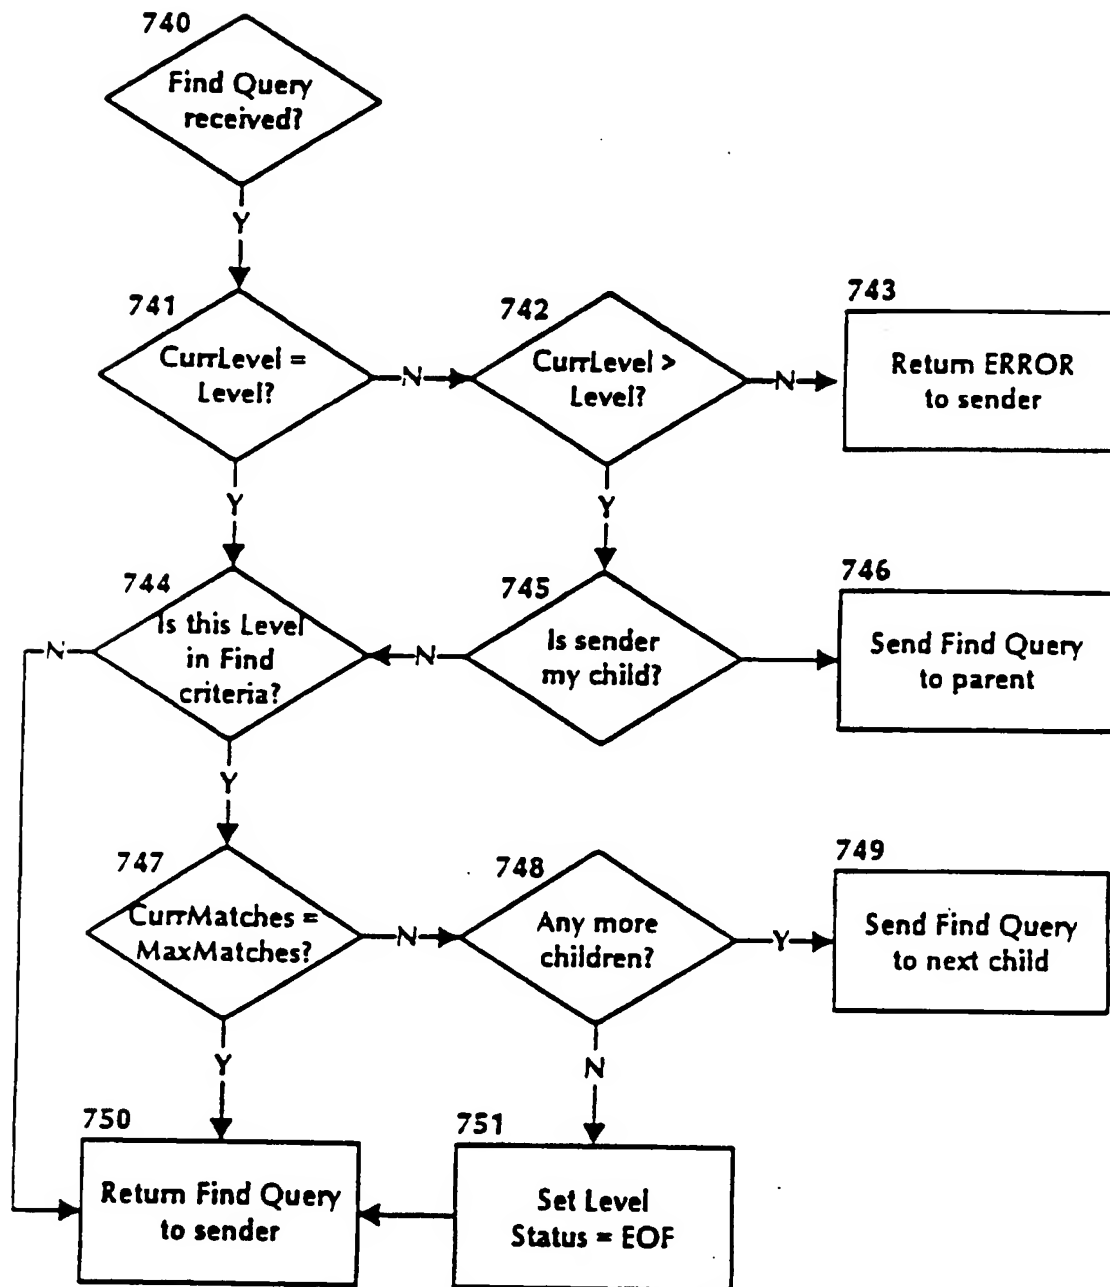 740
Find Query
received?
Y
741
CurrLevel =
Level?
N
742
CurrLevel >
Level?
N
743
Return ERROR
to sender
Y
Y
744
Is this Level
in Find
criteria?
N
N
745
Is sender
my child?
746
Send Find Query
to parent
Y
747
CurrMatches =
MaxMatches?
N
748
Any more
children?
Y
749
Send Find Query
to next child
Y
N
750
Return Find Query
to sender
751
Set Level
Status = EOF